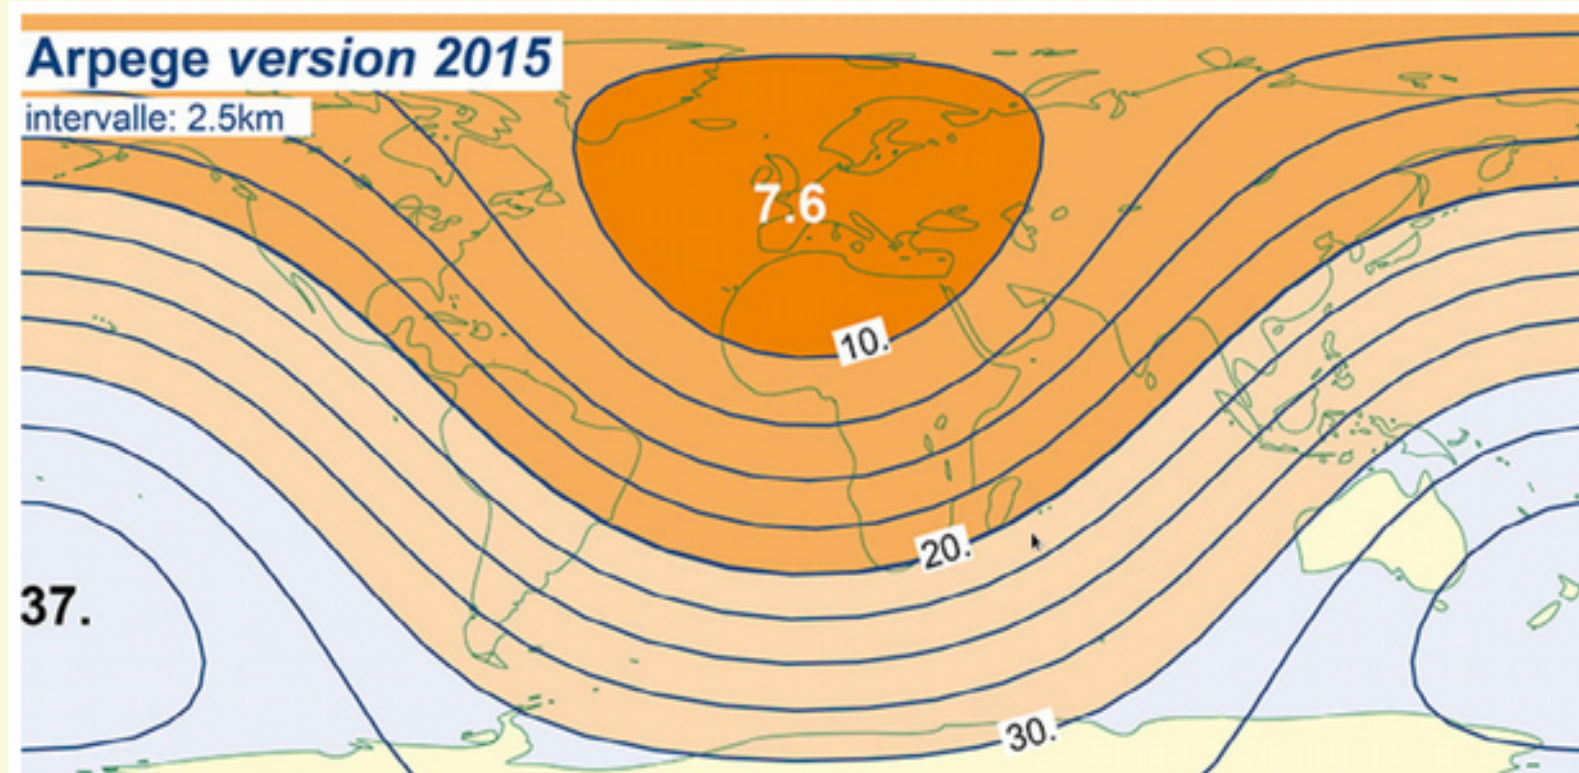 Arpege version 2015
intervalle: 2.5km
7.6
10.
20.
37.
30.